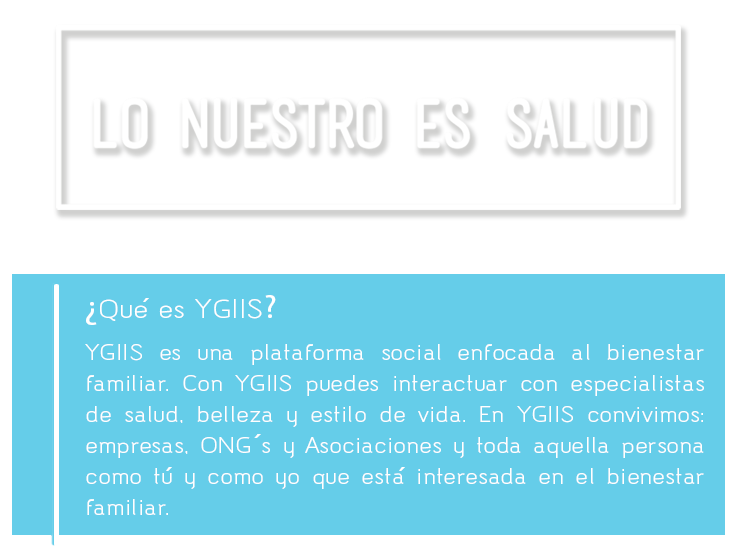 LO NUESTRO ES SALUD
¿Qué es YGIIS?
YGIIS es una plataforma social enfocada al bienestar
familiar. Con YGIIS puedes interactuar con especialistas
de salud, belleza y estilo de vida. En YGIIS convivimos:
empresas, ONG´s y Asociaciones y toda aquella persona
como tú y como yo que está interesada en el bienestar
familiar.